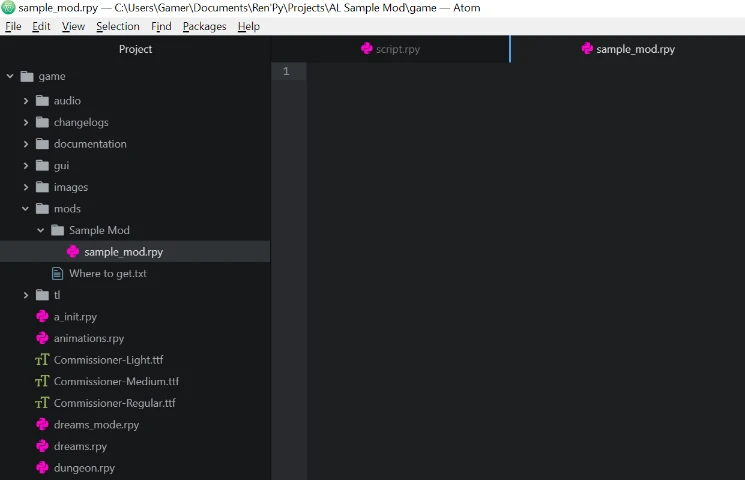 sample_mod.rpy — C:\Users\Gamer\Documents\Ren'Py\Projects\AL Sample Mod\game — Atom
File Edit View Selection Find Packages Help
Project
script.rpy
sample_mod.rpy
1
game
audio
changelogs
documentation
gui
images
mods
Sample Mod
sample_mod.rpy
Where to get.txt
tl
a_init.rpy
animations.rpy
Commissioner-Light.ttf
Commissioner-Medium.ttf
Commissioner-Regular.ttf
dreams_mode.rpy
dreams.rpy
dungeon.rpy